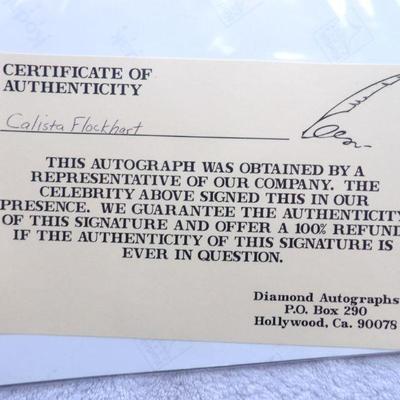 CERTIFICATE OF
AUTHENTICITY
Calista Flockhart
THIS AUTOGRAPH WAS OBTAINED BY A
REPRESENTATIVE OF OUR COMPANY. THE
CELEBRITY ABOVE SIGNED THIS IN OUR
PRESENCE. WE GUARANTEE THE AUTHENTICITY
OF THIS SIGNATURE AND OFFER A 100% REFUND
IF THE AUTHENTICITY OF THIS SIGNATURE IS
EVER IN QUESTION.
Diamond Autographs
P.O. Box 290
Hollywood, Ca. 90078